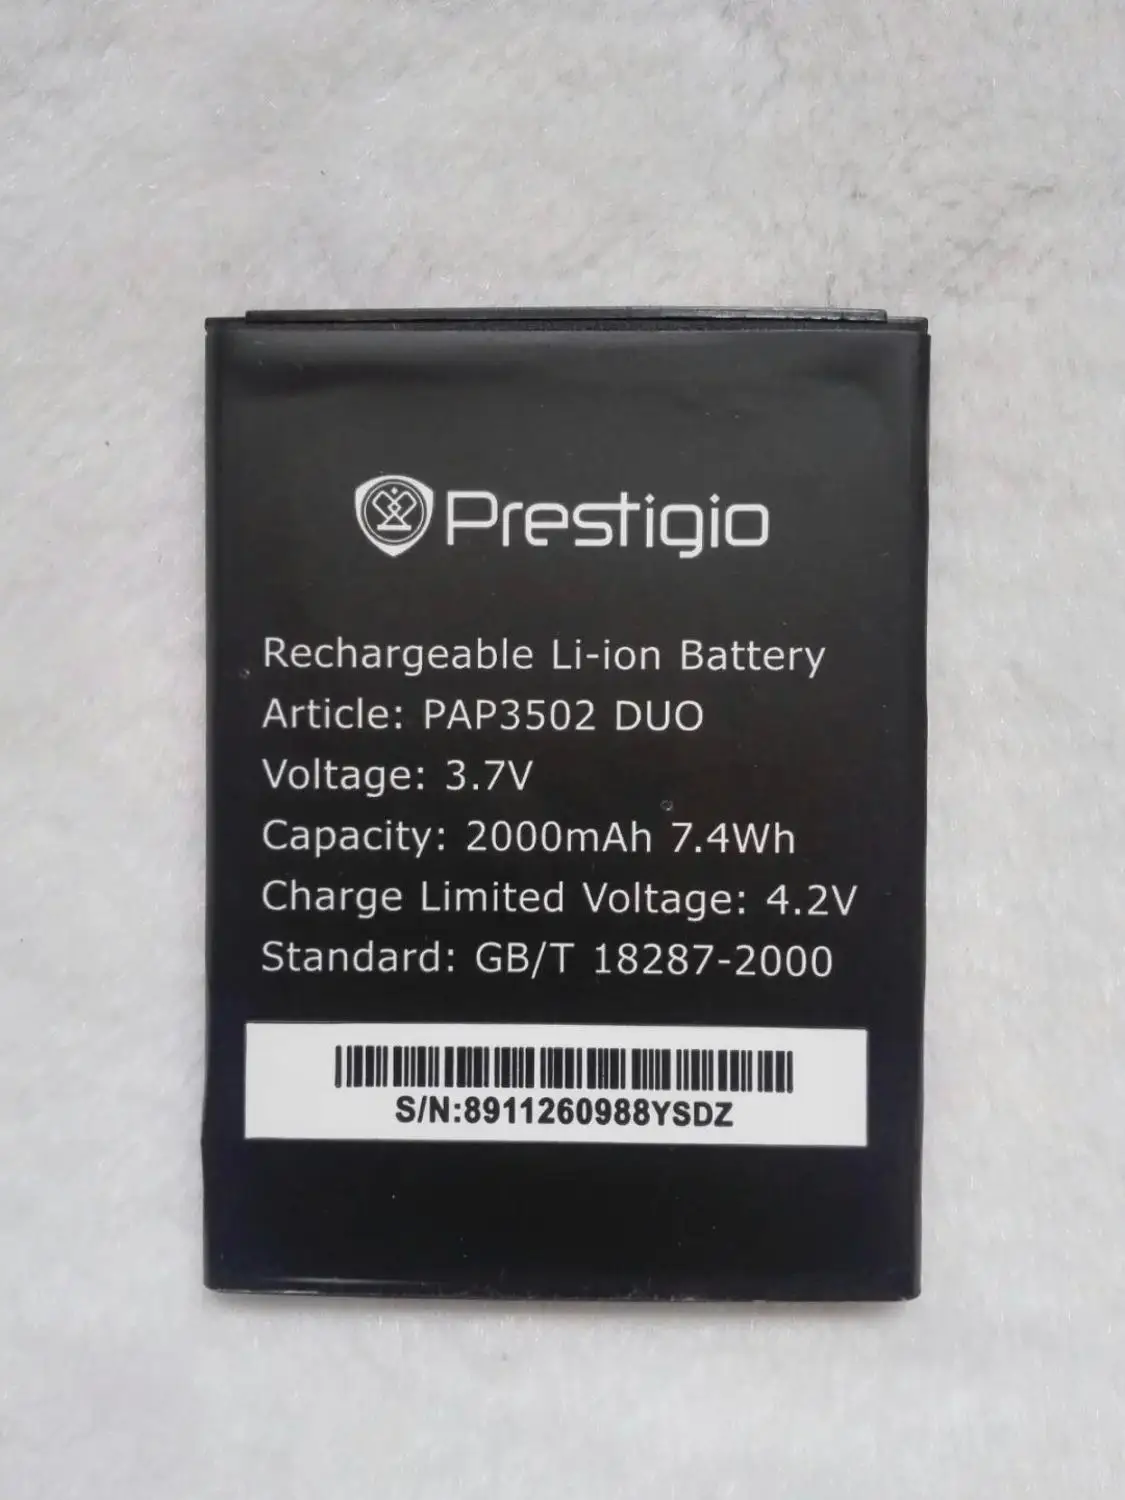 Prestigio
Rechargeable Li-ion Battery
Article: PAP3502 DUO
Voltage: 3.7V
Capacity: 2000mAh 7.4Wh
Charge Limited Voltage: 4.2V
Standard: GB/T 18287-2000
S/N:8911260988YSDZ